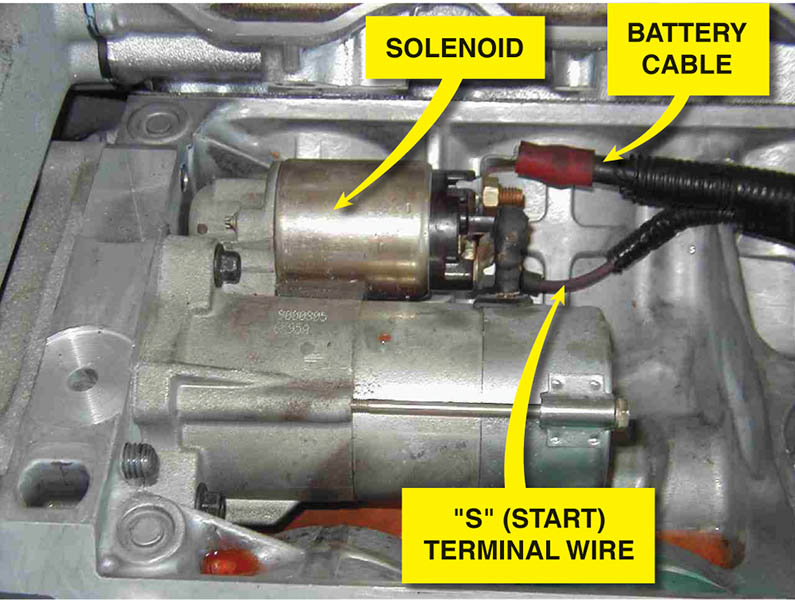 SOLENOID
BATTERY
CABLE
"S" (START)
TERMINAL WIRE